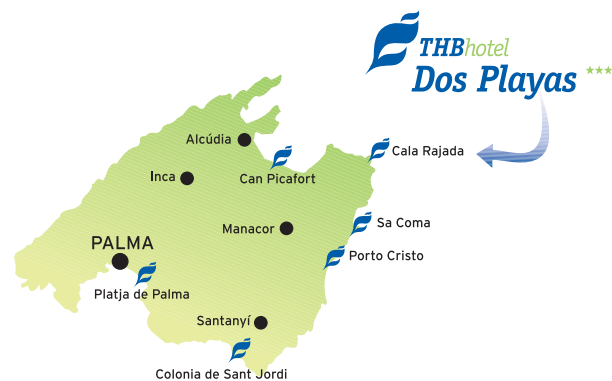 THBhotel
Dos Playas ★★★
Alcúdia
Cala Rajada
Inca
Can Picafort
Sa Coma
Manacor
PALMA
Porto Cristo
Platja de Palma
Santanyí
Colonia de Sant Jordi